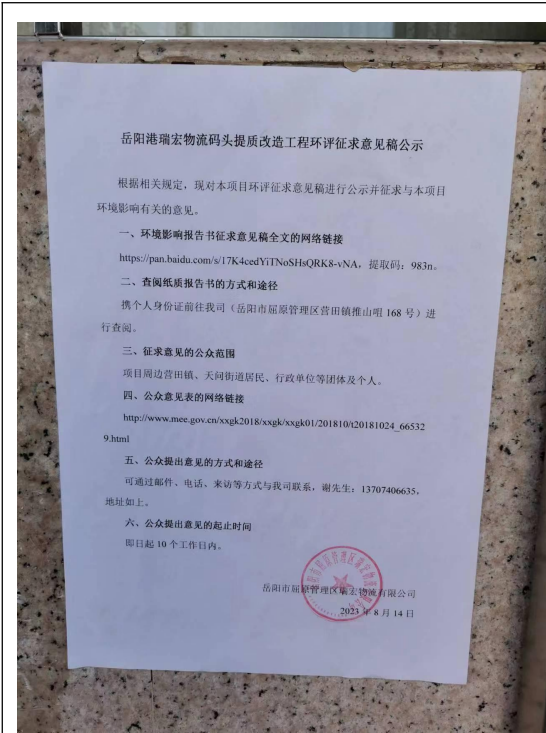 岳阳港瑞宏物流码头提质改造工程环评征求意见稿公示
根据相关规定，现对本项目环评征求意见稿进行公示并征求与本项目
环境影响有关的意见。
一、环境影响报告书征求意见稿全文的网络链接
https://pan.baidu.com/s/17K4cedYiTNoSHsQRK8-vNA，提取码：983n。
二、查阅纸质报告书的方式和途径
携个人身份证前往我司（岳阳市屈原管理区营田镇推山咀 168 号）进
行查阅。
三、征求意见的公众范围
项目周边营田镇、天问街道居民、行政单位等团体及个人。
四、公众意见表的网络链接
http://www.mee.gov.cn/xxgk2018/xxgk/xxgk01/201810/t20181024_66532
9.html
五、公众提出意见的方式和途径
可通过邮件、电话、来访等方式与我司联系，谢先生：13707406635，
地址如上。
六、公众提出意见的起止时间
即日起 10 个工作日内。
岳阳市屈原管理区瑞宏物流有限公司
2023 年 8 月 14 日